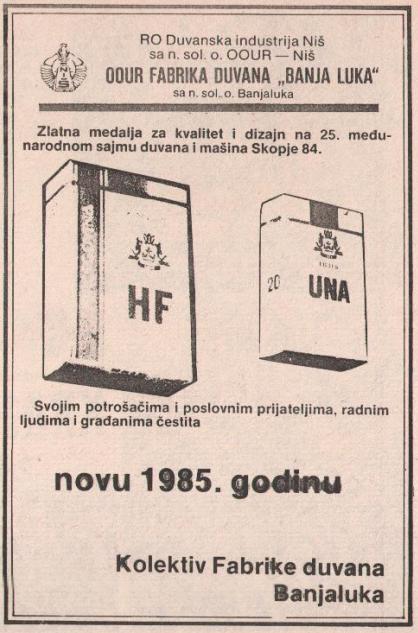 RO Duvanska industrija Niš
sa n. sol. o. OOUR — Niš
OOUR FABRIKA DUVANA „BANJA LUKA“
sa n. sol. o. Banjaluka
Zlatna medalja za kvalitet i dizajn na 25. među-
narodnom sajmu duvana i mašina Skopje 84.
HF
20 UNA
Svojim potrošačima i poslovnim prijateljima, radnim
ljudima i građanima čestita
novu 1985. godinu
Kolektiv Fabrike duvana
Banjaluka